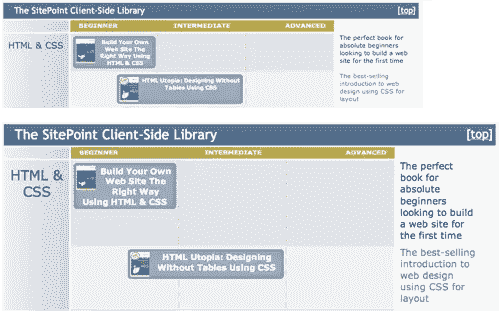 The SitePoint Client-Side Library [top]
BEGINNER INTERMEDIATE ADVANCED
HTML & CSS
Build Your Own
Web Site The
Right Way Using
HTML & CSS
The perfect book for
absolute beginners
looking to build a web
site for the first time
HTML Utopia: Designing Without
Tables Using CSS
The best-selling
introduction to web
design using CSS for
layout
The SitePoint Client-Side Library [top]
BEGINNER INTERMEDIATE ADVANCED
HTML &
CSS
Build Your Own
Web Site The
Right Way
Using HTML & CSS
The perfect
book for
absolute
beginners
looking to build
a web site for
the first time
HTML Utopia: Designing
Without Tables Using CSS
The best-selling
introduction to
web design
using CSS for
layout